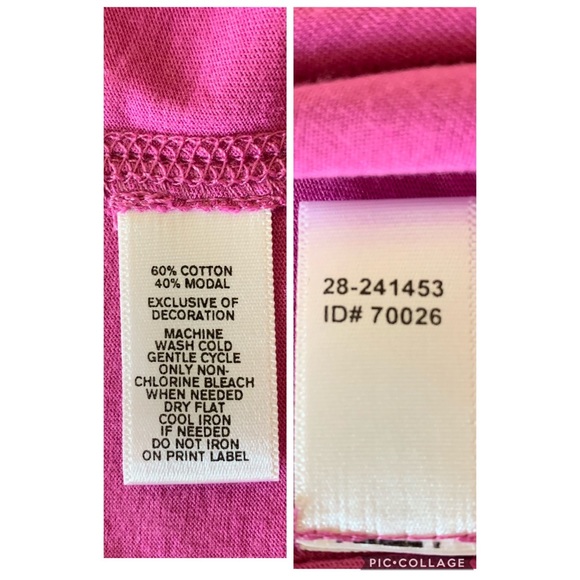 60% COTTON
40% MODAL
EXCLUSIVE OF
DECORATION
MACHINE
WASH COLD
GENTLE CYCLE
ONLY NON-
CHLORINE BLEACH
WHEN NEEDED
DRY FLAT
COOL IRON
IF NEEDED
DO NOT IRON
ON PRINT LABEL
28-241453
ID# 70026
PIC•COLLAGE